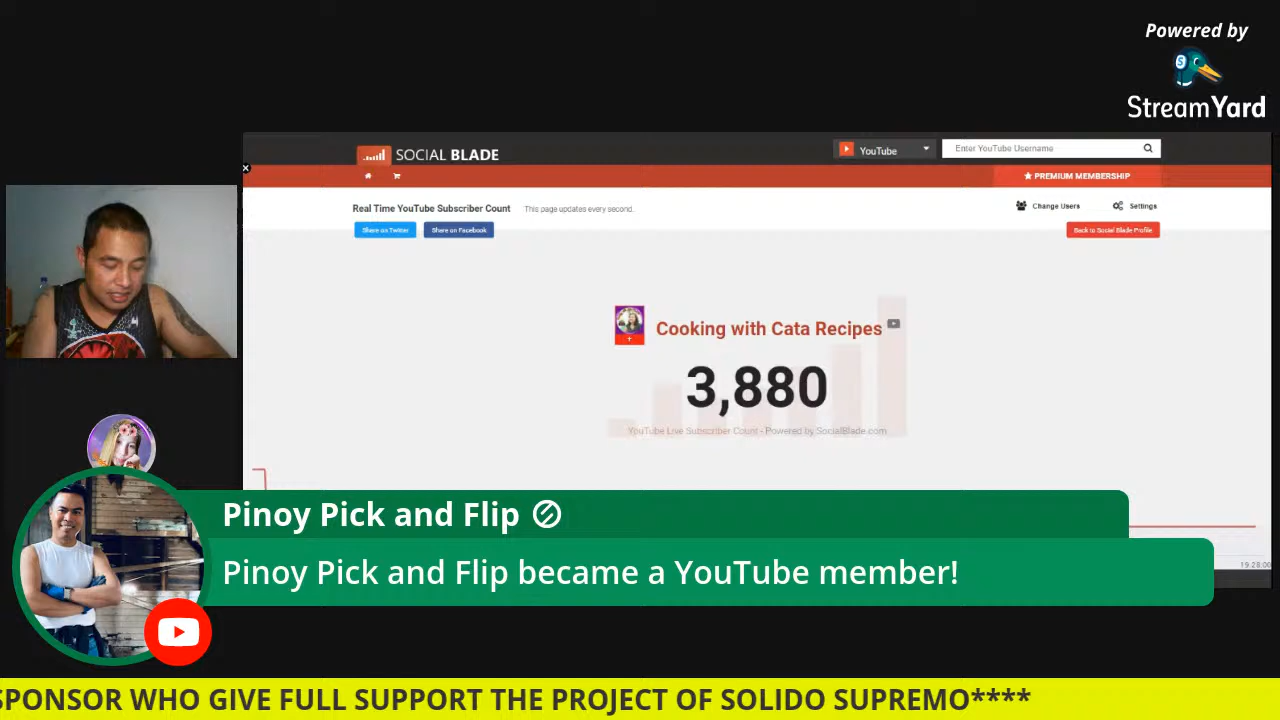 Powered by
StreamYard
SOCIAL BLADE
YouTube
Enter YouTube Username
PREMIUM MEMBERSHIP
Real Time YouTube Subscriber Count
This page updates every second.
Change Users
Settings
Share on Twitter
Share on Facebook
Back to Social Blade Profile
Cooking with Cata Recipes
3,880
YouTube Live Subscriber Count - Powered by SocialBlade.com
Pinoy Pick and Flip
Pinoy Pick and Flip became a YouTube member!
19.28:00
SPONSOR WHO GIVE FULL SUPPORT THE PROJECT OF SOLIDO SUPREMO****